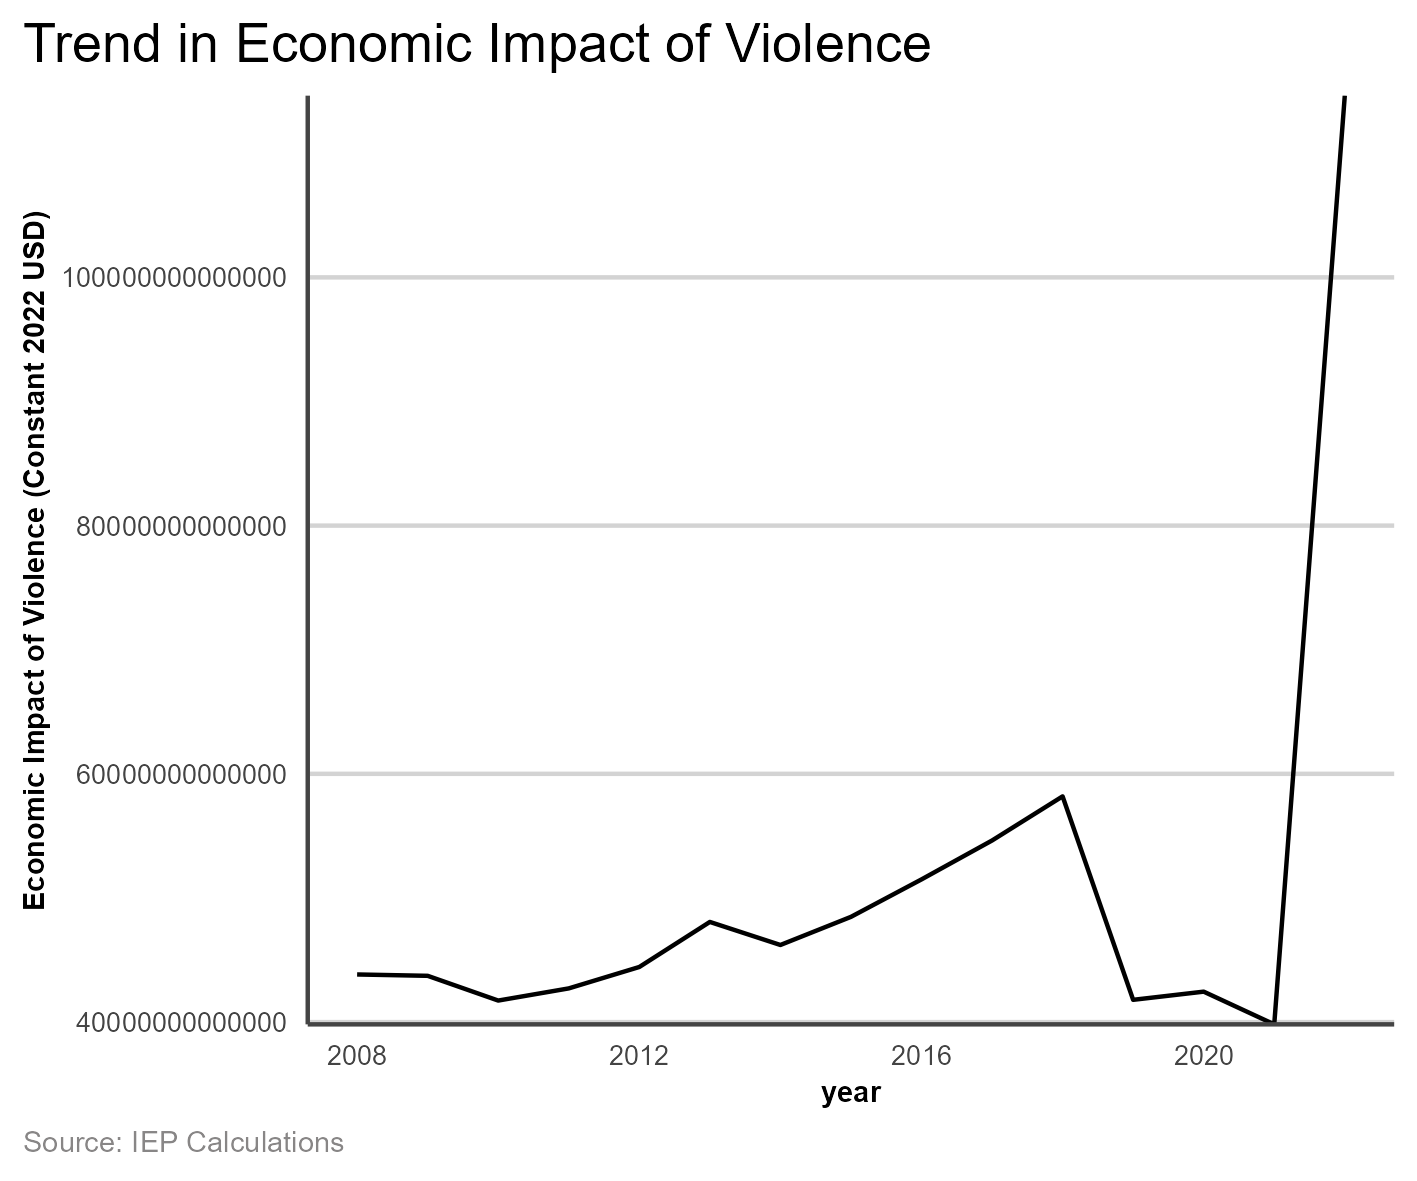 Trend in Economic Impact of Violence
Economic Impact of Violence (Constant 2022 USD)
100000000000000
80000000000000
60000000000000
40000000000000
2008 2012 2016 2020
year
Source: IEP Calculations